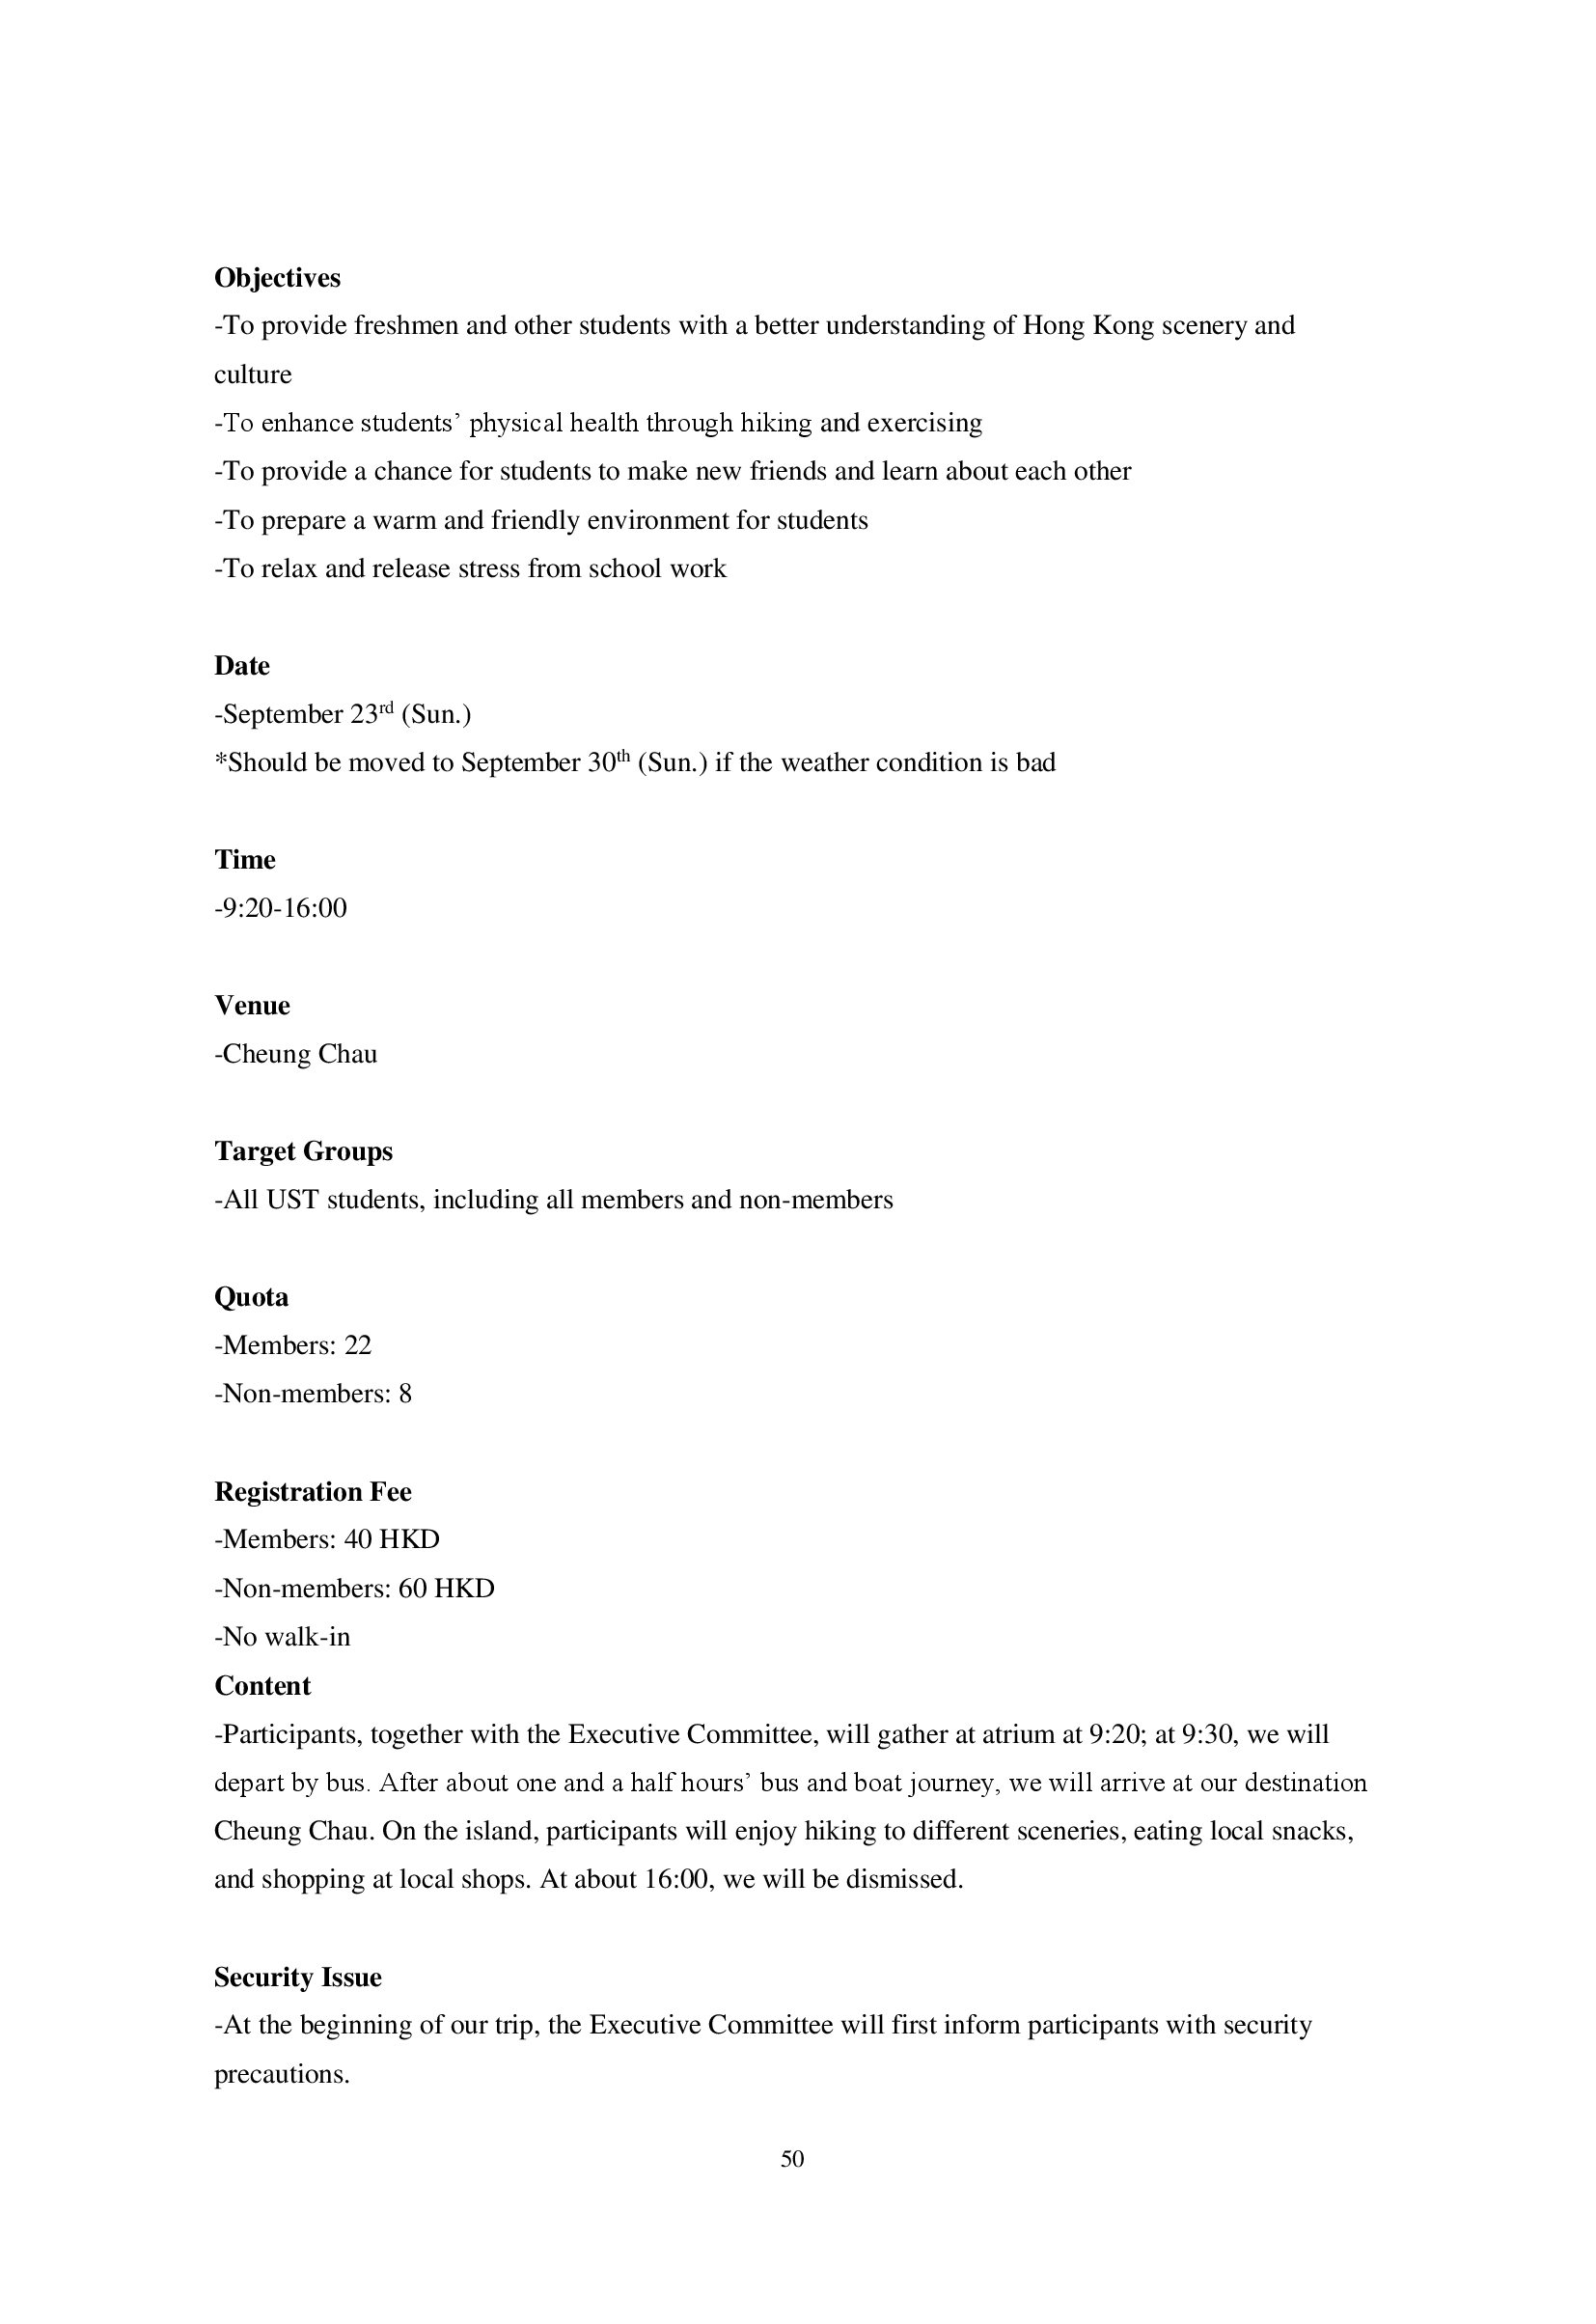 Objectives
-To provide freshmen and other students with a better understanding of Hong Kong scenery and
culture
-To enhance students’ physical health through hiking and exercising
-To provide a chance for students to make new friends and learn about each other
-To prepare a warm and friendly environment for students
-To relax and release stress from school work
Date
-September 23rd (Sun.)
*Should be moved to September 30th (Sun.) if the weather condition is bad
Time
-9:20-16:00
Venue
-Cheung Chau
Target Groups
-All UST students, including all members and non-members
Quota
-Members: 22
-Non-members: 8
Registration Fee
-Members: 40 HKD
-Non-members: 60 HKD
-No walk-in
Content
-Participants, together with the Executive Committee, will gather at atrium at 9:20; at 9:30, we will
depart by bus. After about one and a half hours’ bus and boat journey, we will arrive at our destination
Cheung Chau. On the island, participants will enjoy hiking to different sceneries, eating local snacks,
and shopping at local shops. At about 16:00, we will be dismissed.
Security Issue
-At the beginning of our trip, the Executive Committee will first inform participants with security
precautions.
50